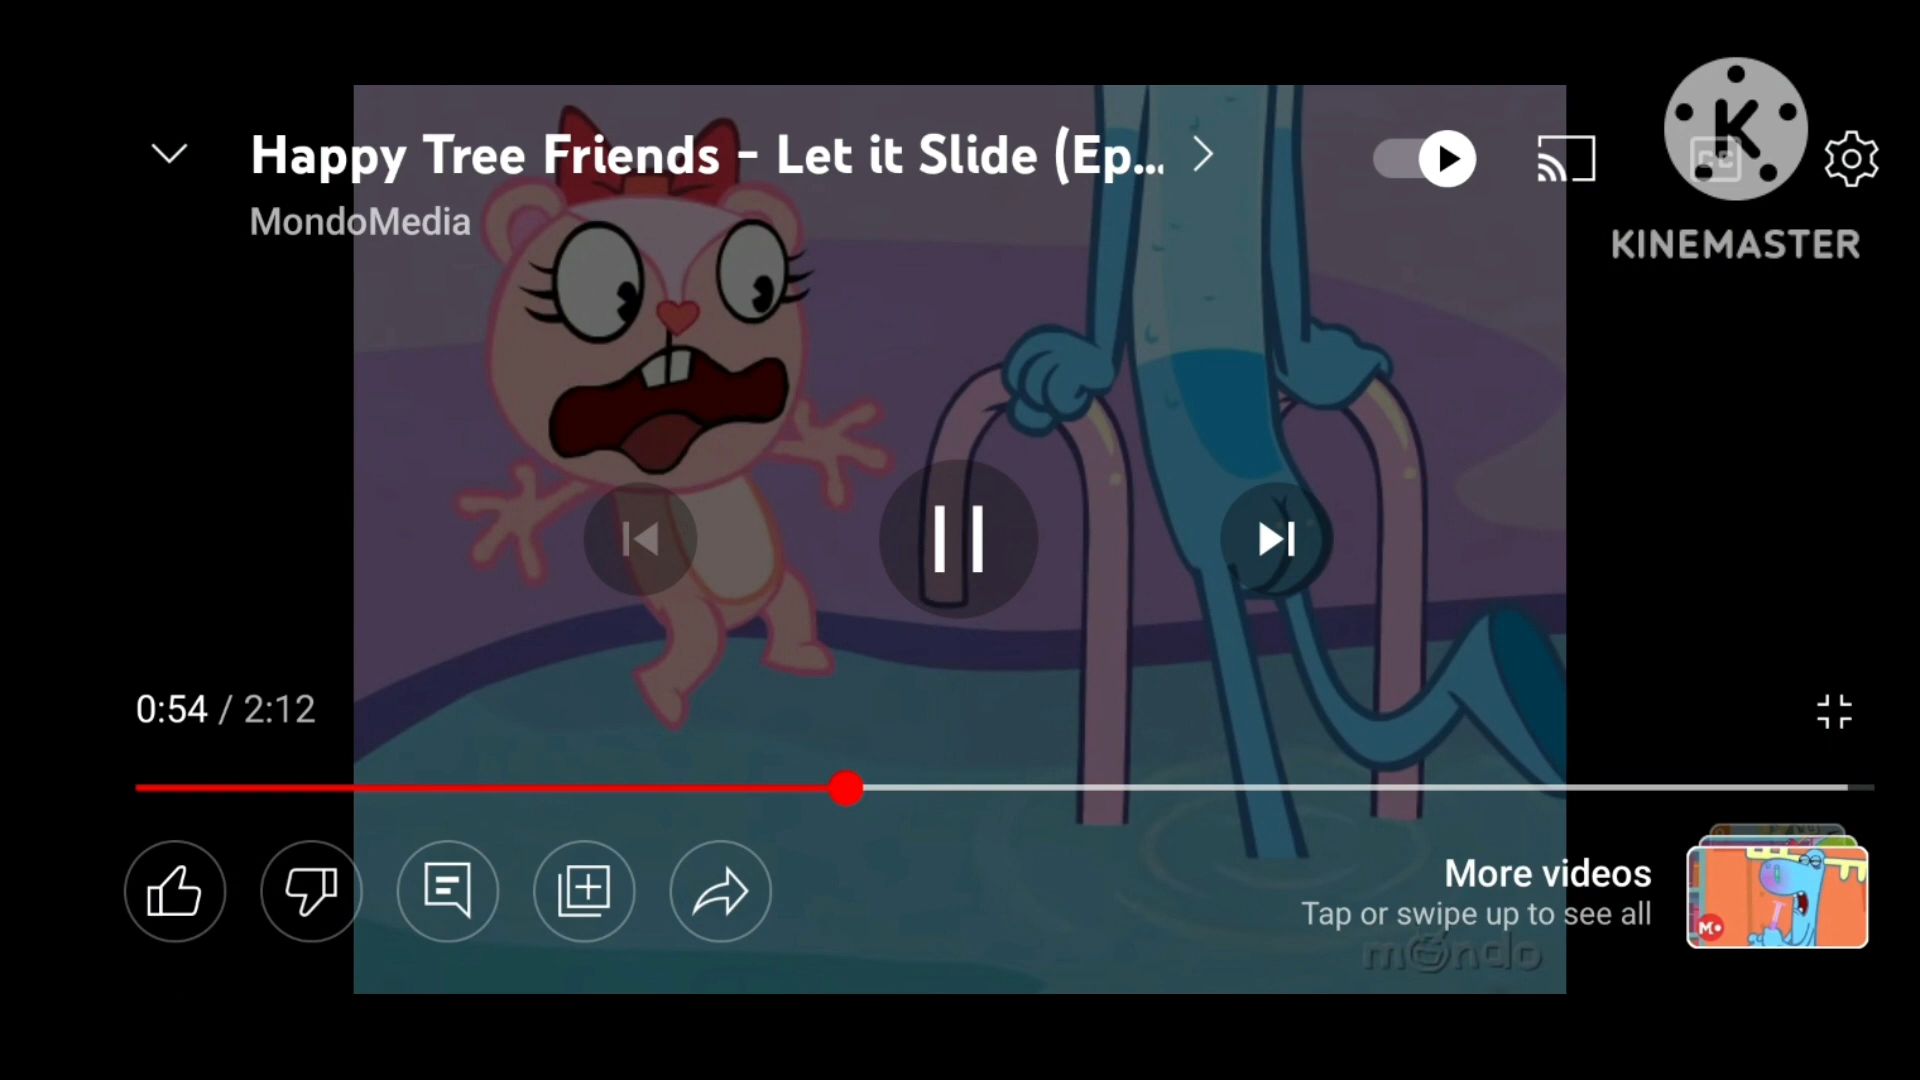 Happy Tree Friends - Let it Slide (Ep...
MondoMedia
CC
K
KINEMASTER
0:54 / 2:12
More videos
Tap or swipe up to see all
M
mondo